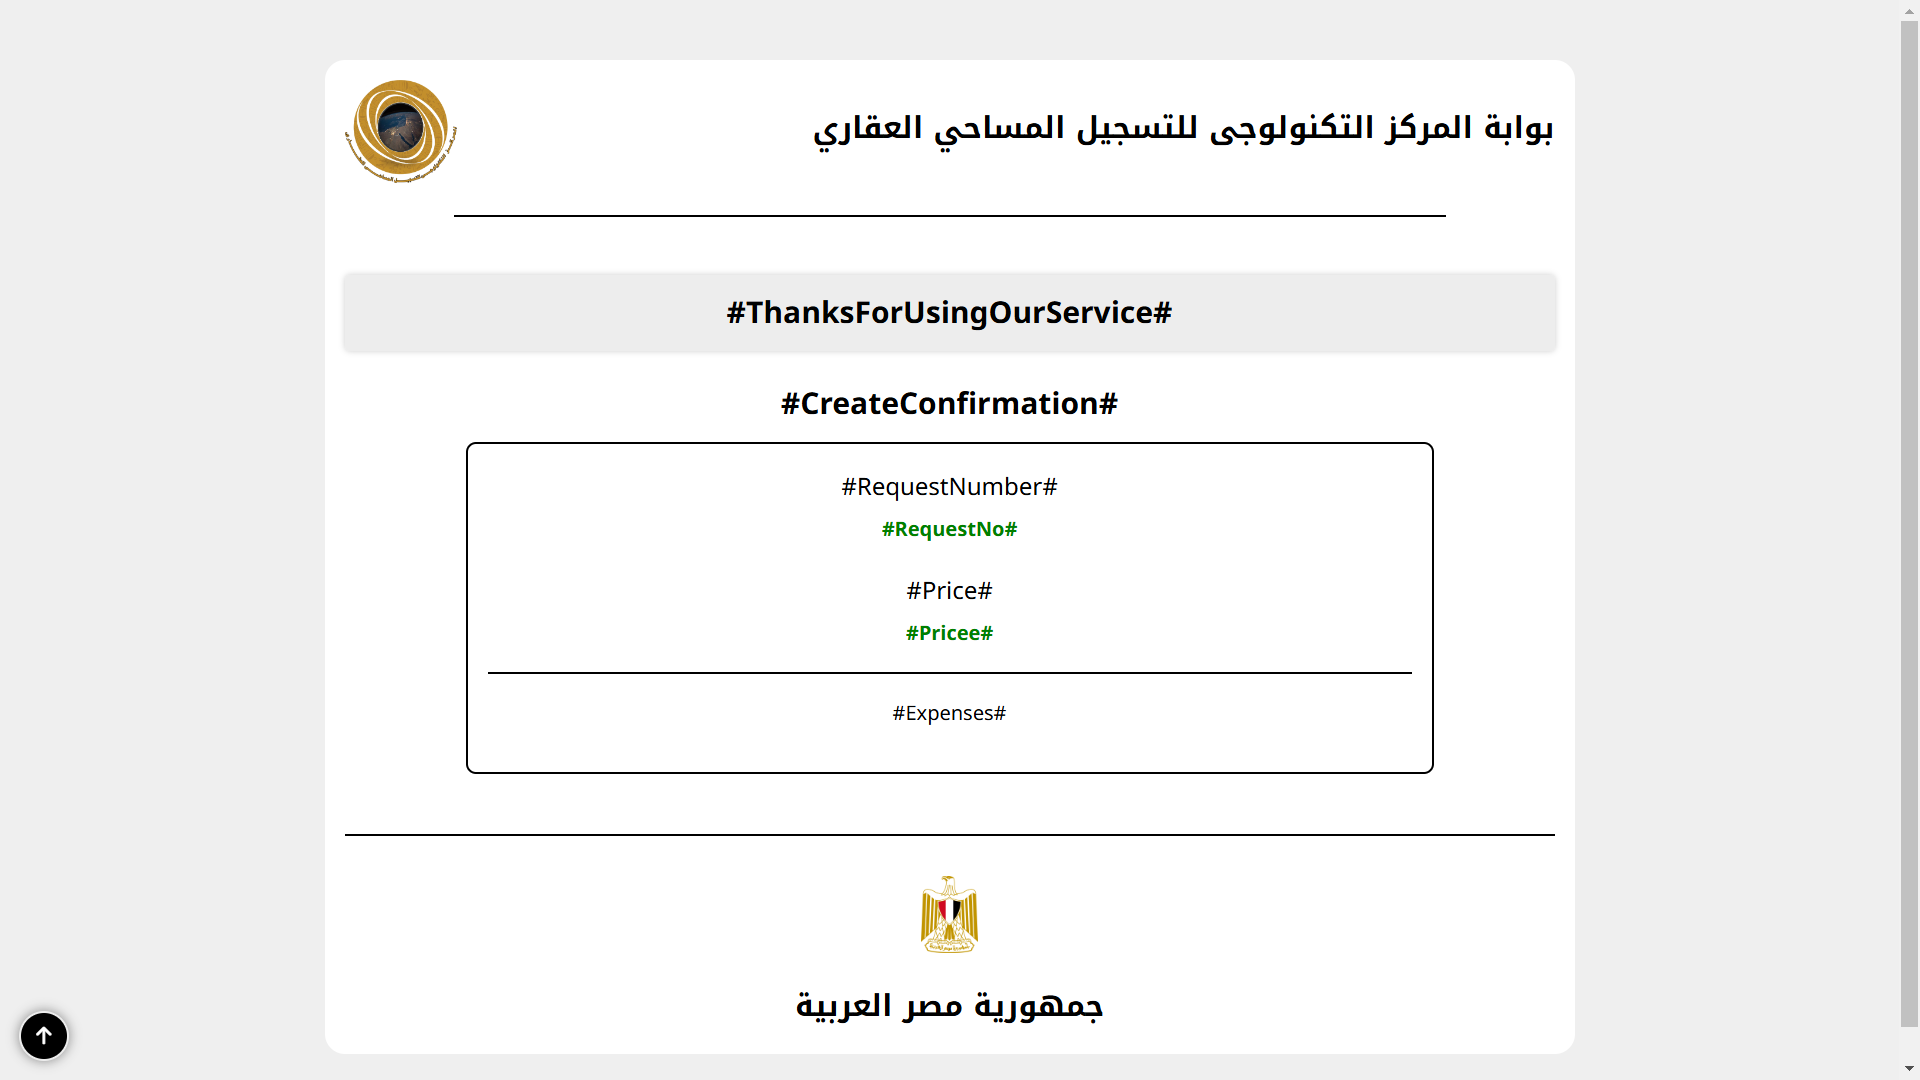 بوابة المركز التكنولوجى للتسجيل المساحي العقاري
#ThanksForUsingOurService#
#CreateConfirmation#
#RequestNumber#
#RequestNo#
#Price#
#Pricee#
#Expenses#
جمهورية مصر العربية